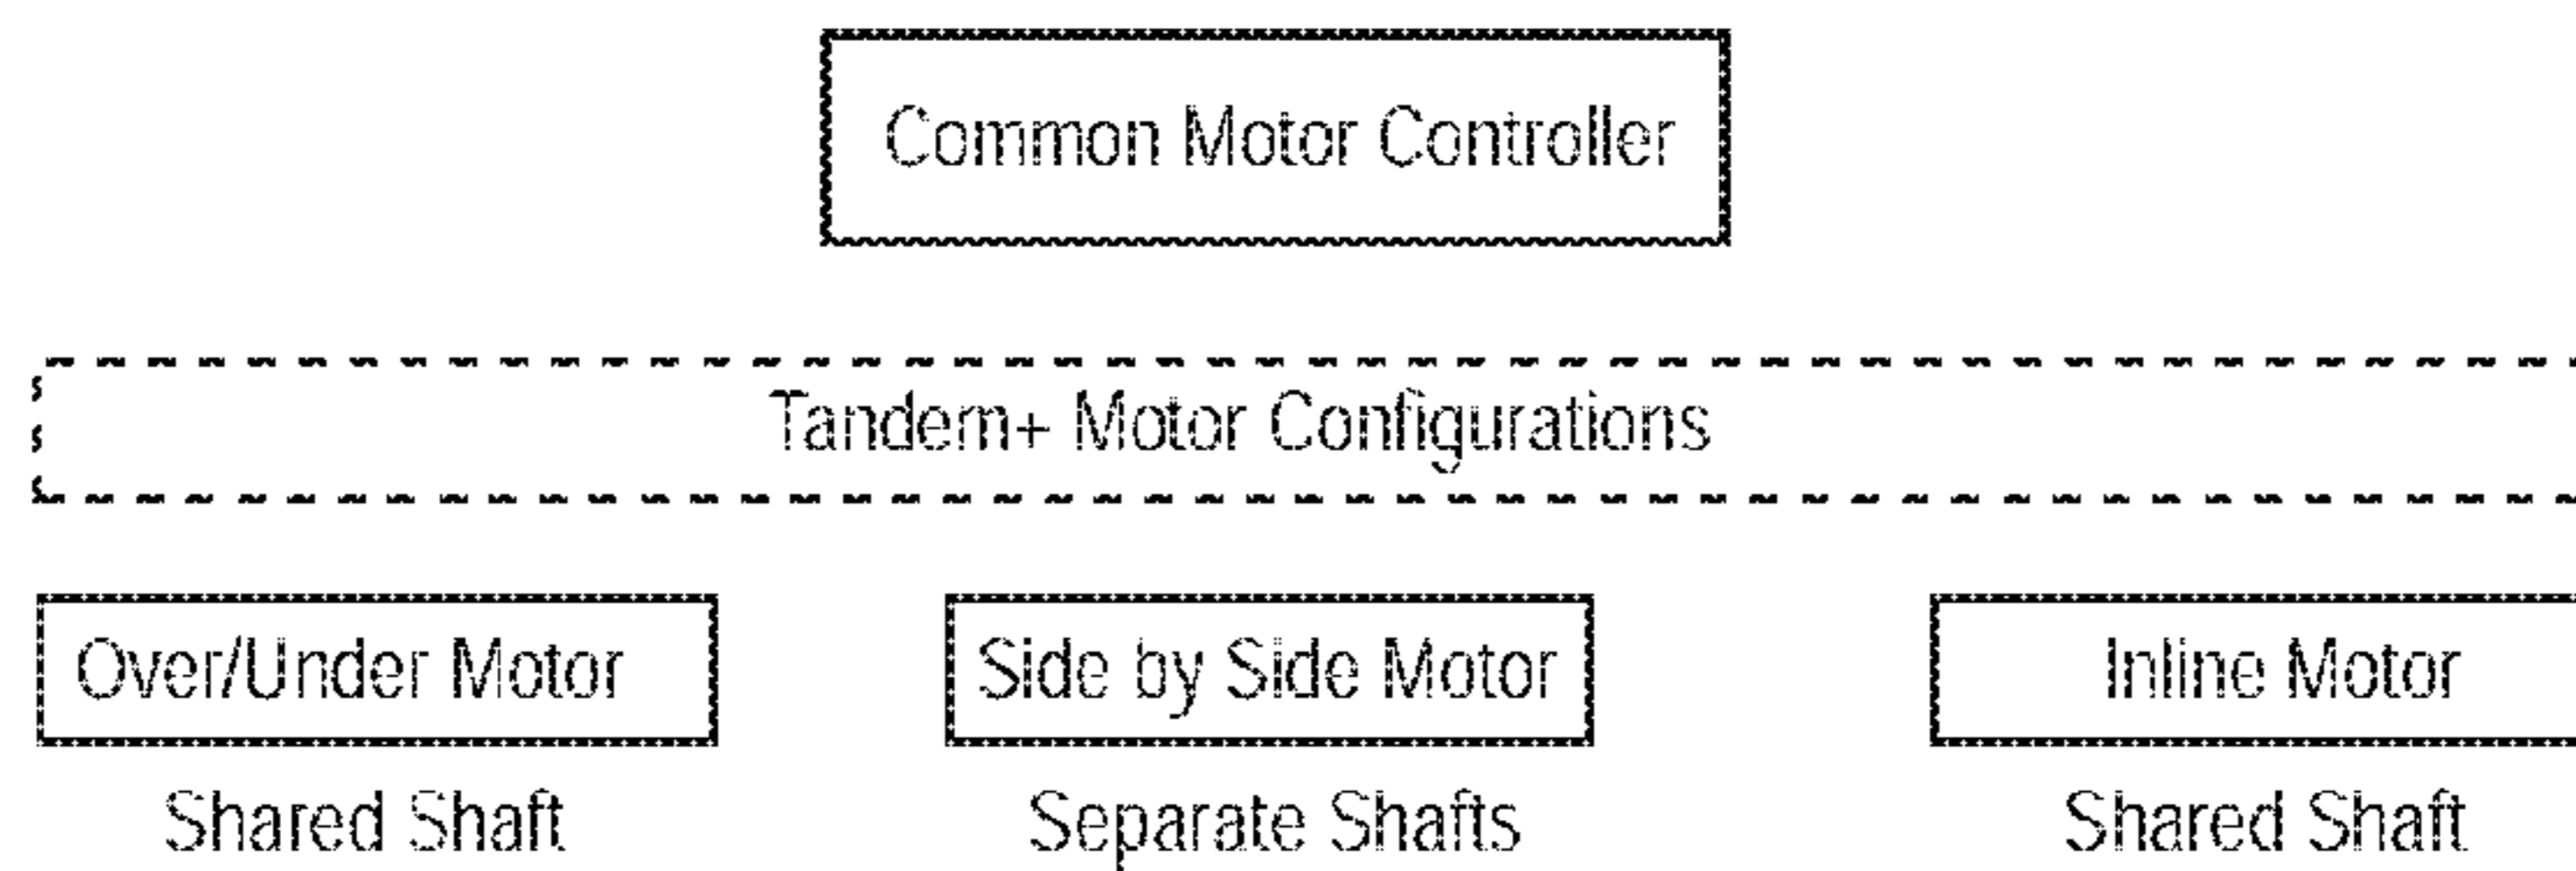 Common Motor Controller
Tandem+ Motor Configurations
Over/Under Motor
Side by Side Motor
Inline Motor
Shared Shaft
Separate Shafts
Shared Shaft